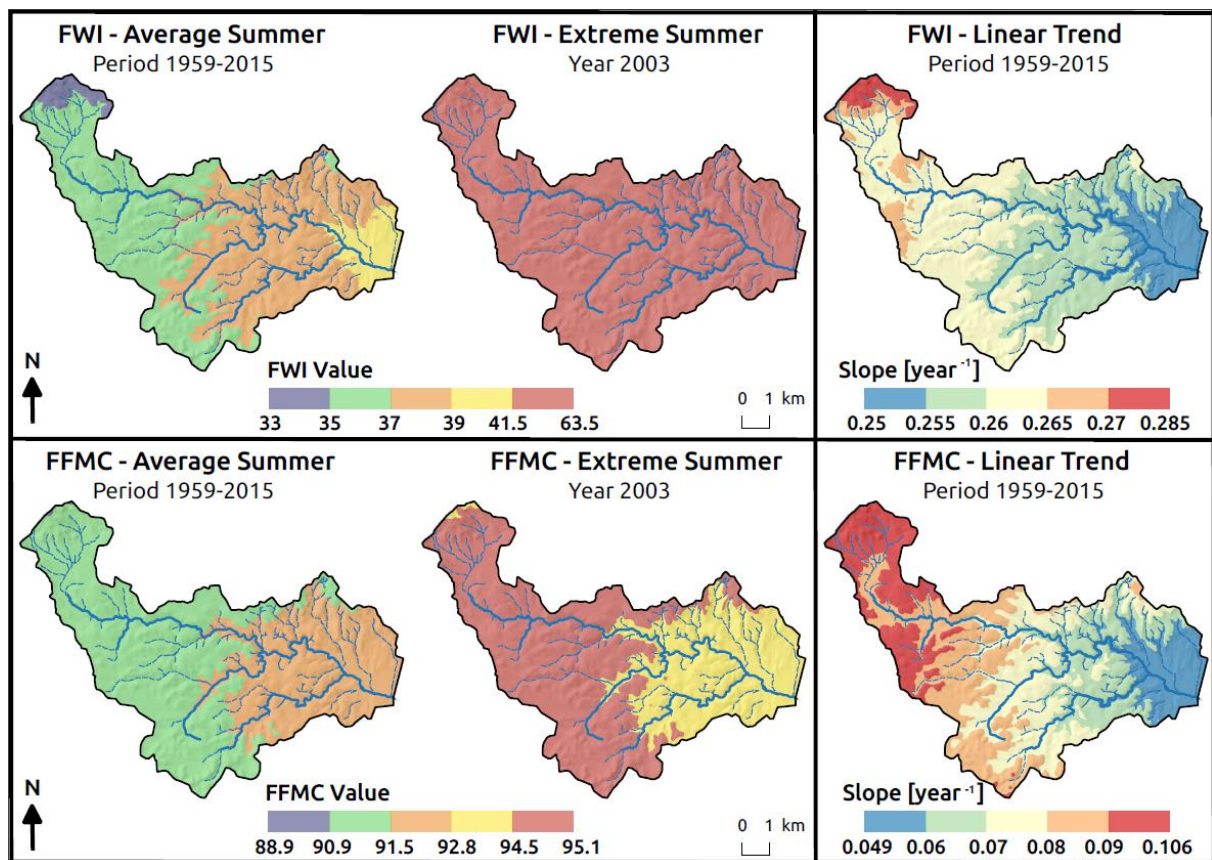 FWI - Average Summer
Period 1959-2015
FWI - Extreme Summer
Year 2003
FWI - Linear Trend
Period 1959-2015
N
FWI Value
33 35 37 39 41.5 63.5
0 1 km
Slope [year -1]
0.25 0.255 0.26 0.265 0.27 0.285
FFMC - Average Summer
Period 1959-2015
FFMC - Extreme Summer
Year 2003
FFMC - Linear Trend
Period 1959-2015
N
FFMC Value
88.9 90.9 91.5 92.8 94.5 95.1
0 1 km
Slope [year -1]
0.049 0.06 0.07 0.08 0.09 0.106